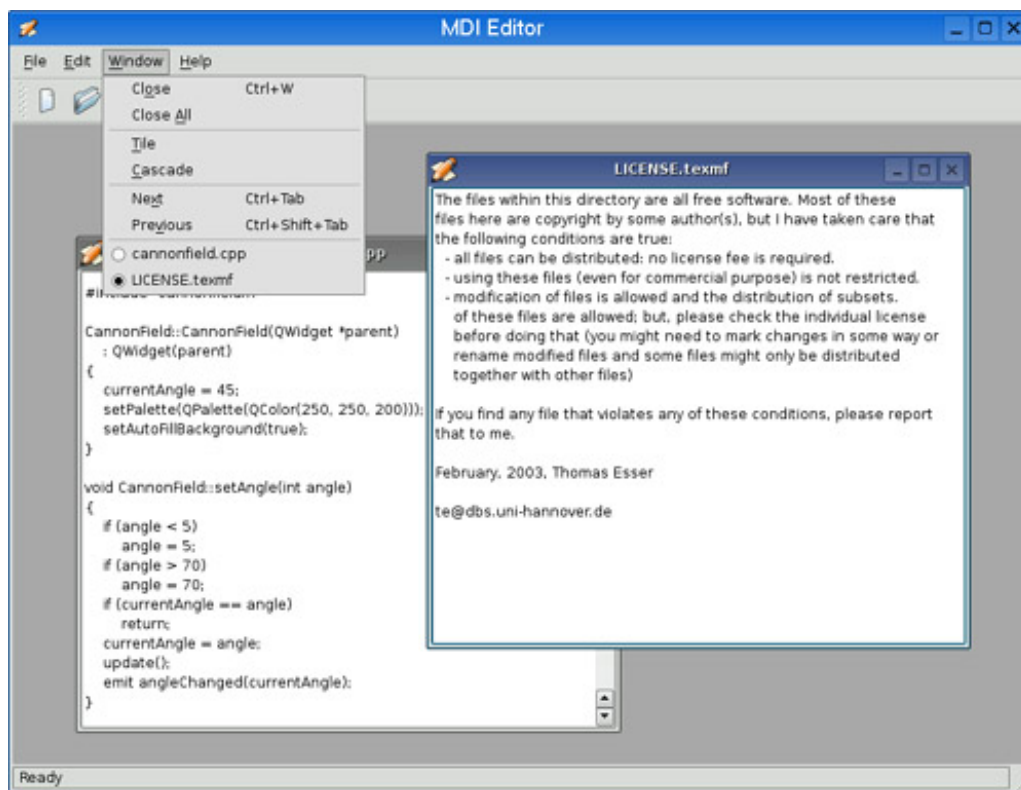 MDI Editor
File Edit Window Help
Close Ctrl+W
Close All
Tile
Cascade
Next Ctrl+Tab
Previous Ctrl+Shift+Tab
cannonfield.cpp
LICENSE.texmf
pp
CannonField::CannonField(QWidget *parent)
: QWidget(parent)
{
currentAngle = 45;
setPalette(QPalette(QColor(250, 250, 200)));
setAutoFillBackground(true);
}
void CannonField::setAngle(int angle)
{
if (angle < 5)
angle = 5;
if (angle > 70)
angle = 70;
if (currentAngle == angle)
return;
currentAngle = angle;
update();
emit angleChanged(currentAngle);
}
LICENSE.texmf
The files within this directory are all free software. Most of these
files here are copyright by some author(s), but I have taken care that
the following conditions are true:
- all files can be distributed: no license fee is required.
- using these files (even for commercial purpose) is not restricted.
- modification of files is allowed and the distribution of subsets.
of these files are allowed; but, please check the individual license
before doing that (you might need to mark changes in some way or
rename modified files and some files might only be distributed
together with other files)
If you find any file that violates any of these conditions, please report
that to me.
February, 2003, Thomas Esser
te@dbs.uni-hannover.de
Ready